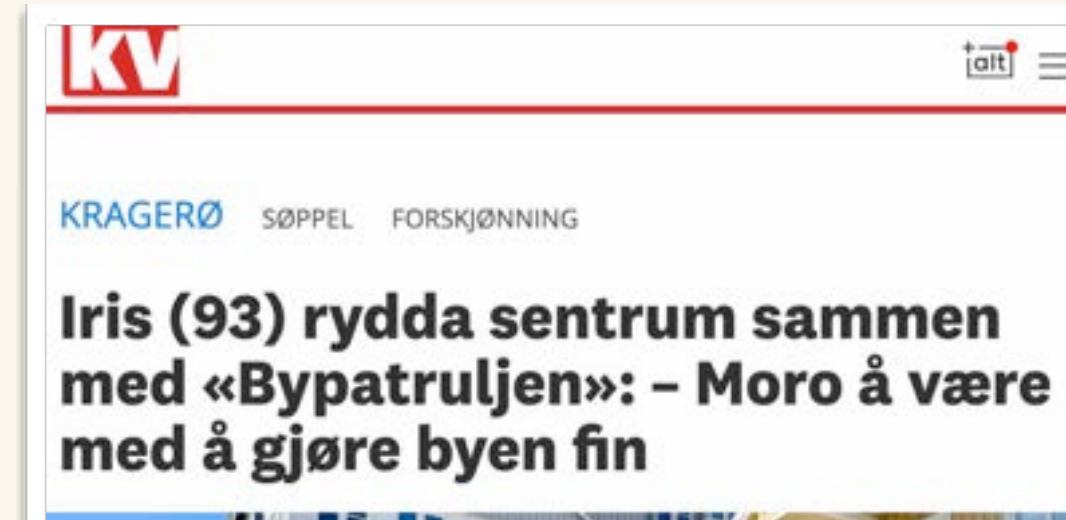 KV
+alt
KRAGERØ SØPPEL FORSKJØNNING
Iris (93) rydda sentrum sammen
med «Bypatruljen»: – Moro å være
med å gjøre byen fin